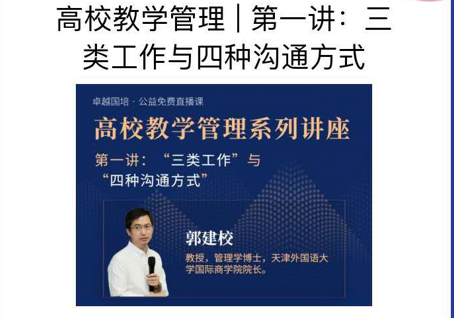 高校教学管理 | 第一讲：三
类工作与四种沟通方式
卓越国培 · 公益免费直播课
高校教学管理系列讲座
第一讲：“三类工作”与
“四种沟通方式”
郭建校
教授，管理学博士，天津外国语大
学国际商学院院长。